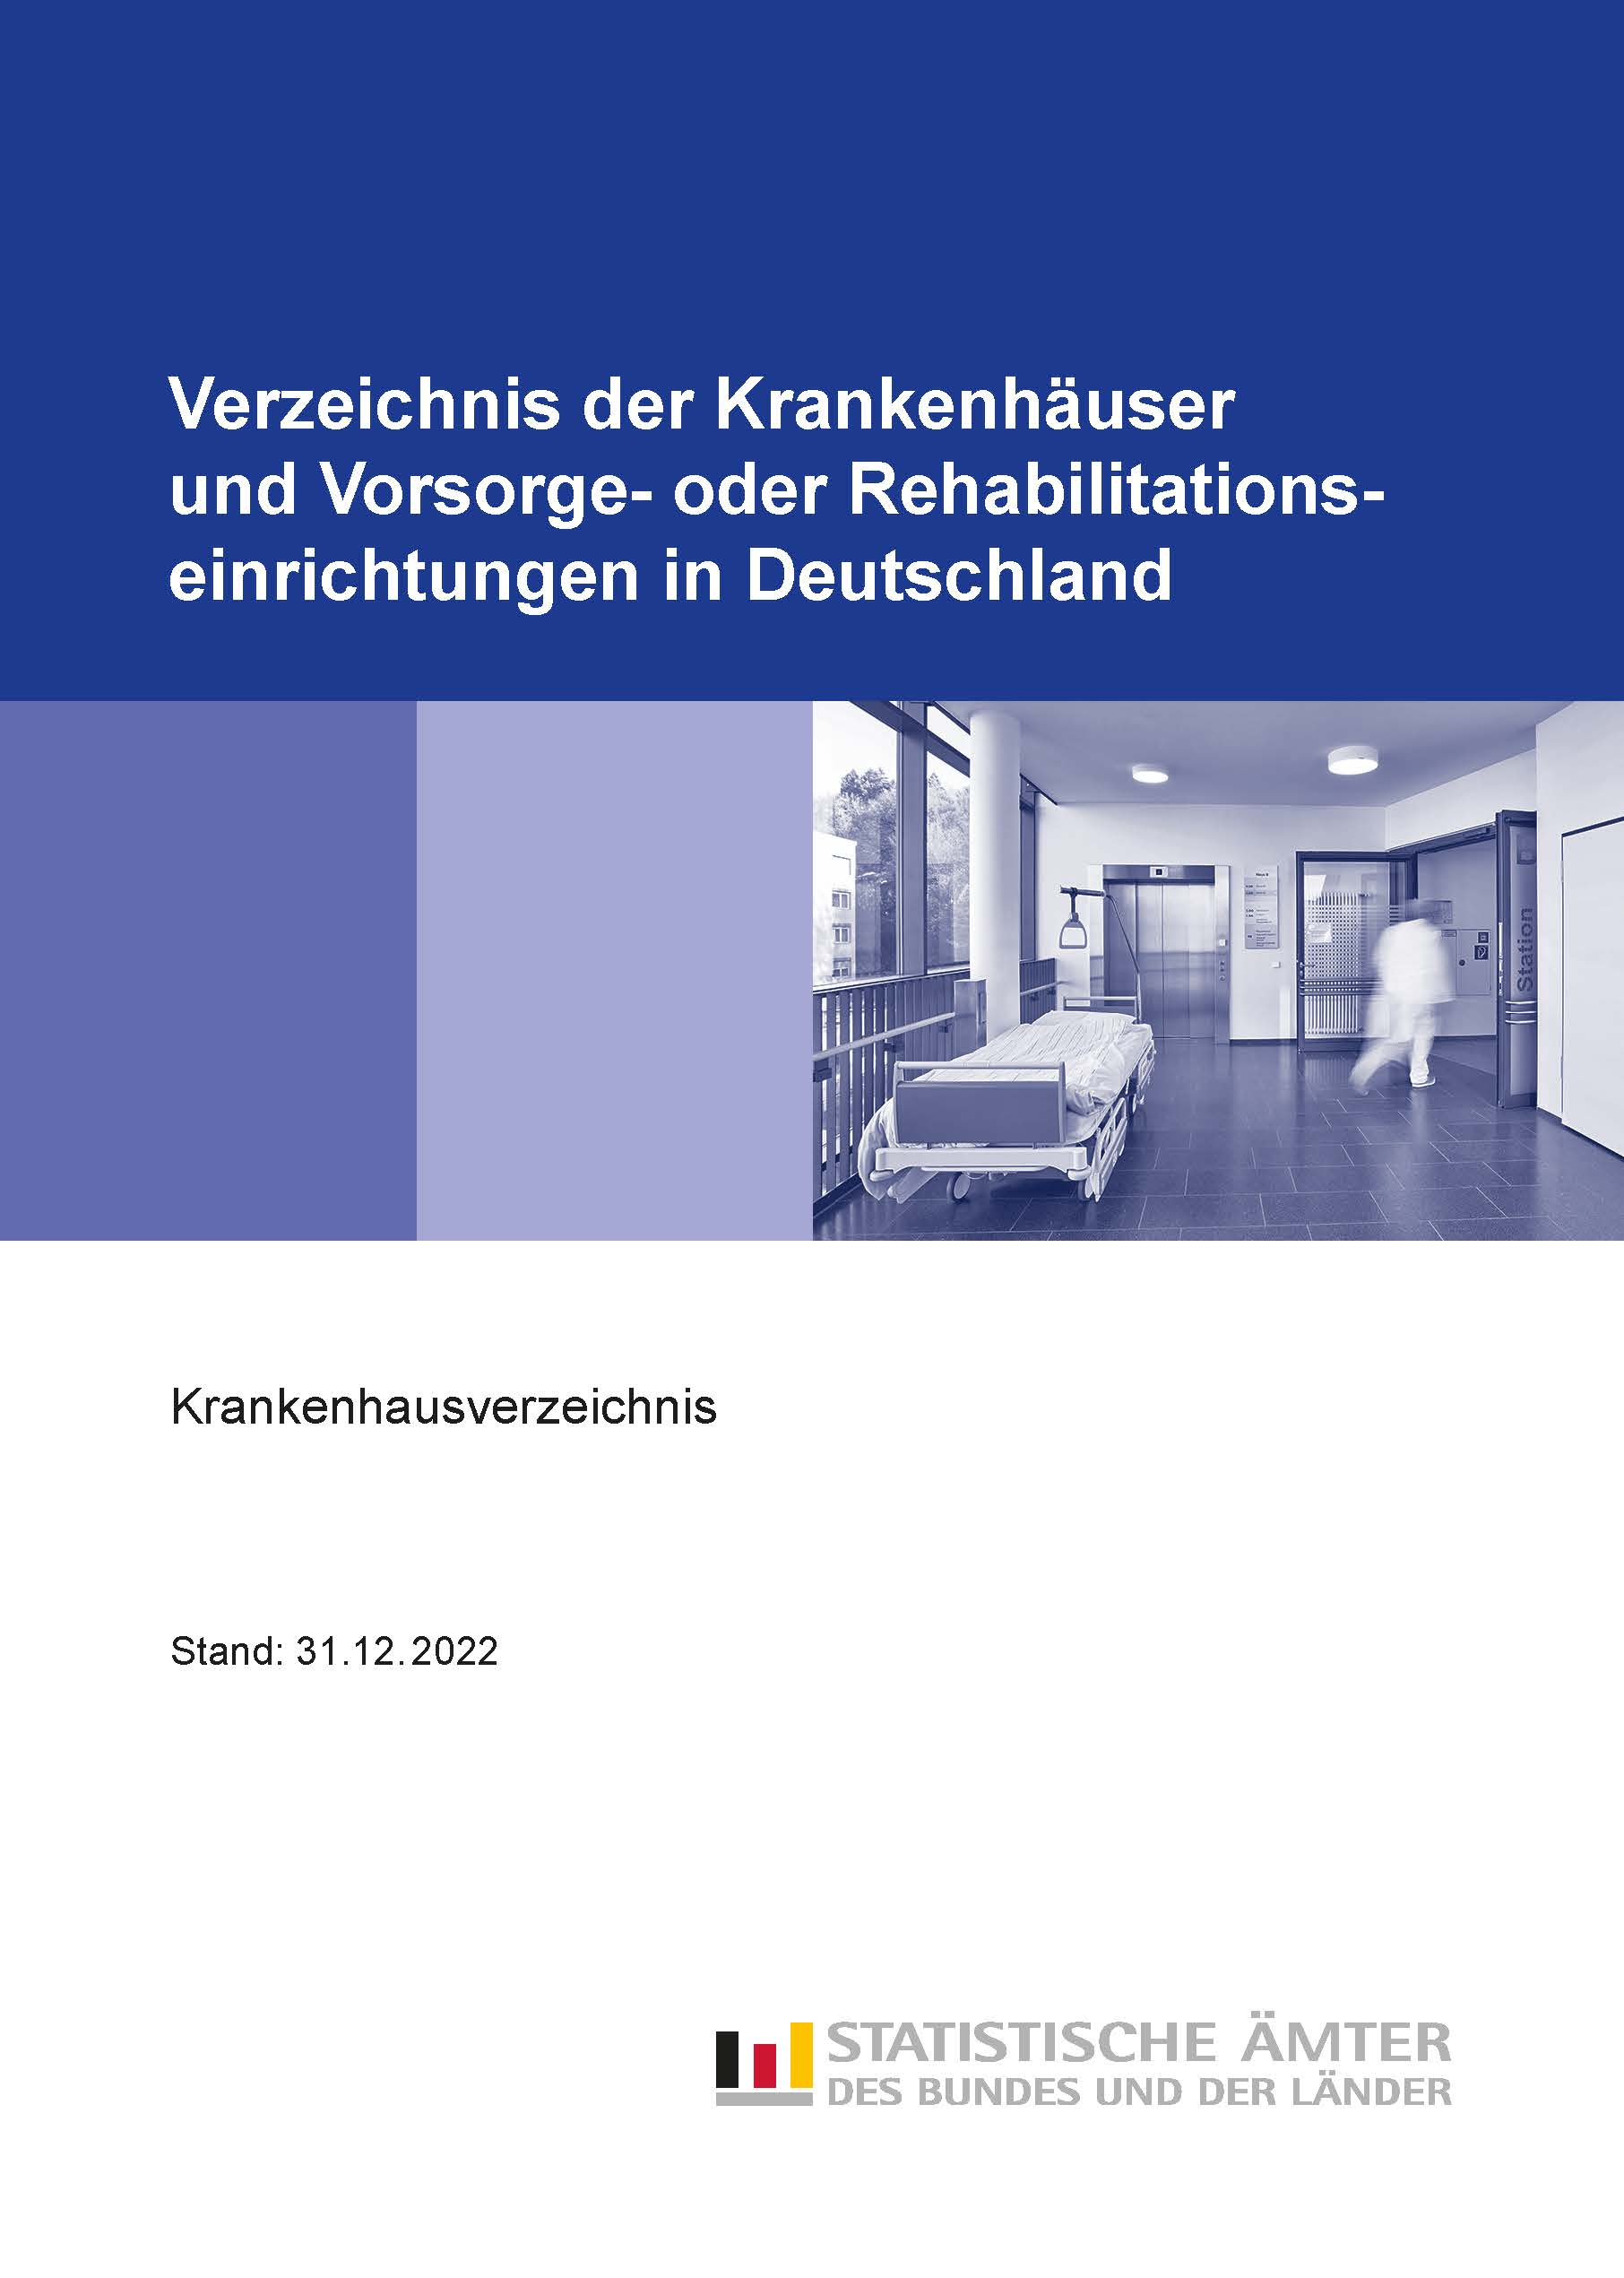 Verzeichnis der Krankenhäuser
und Vorsorge- oder Rehabilitations-
einrichtungen in Deutschland
Station
Krankenhausverzeichnis
Stand: 31.12.2022
STATISTISCHE ÄMTER
DES BUNDES UND DER LÄNDER